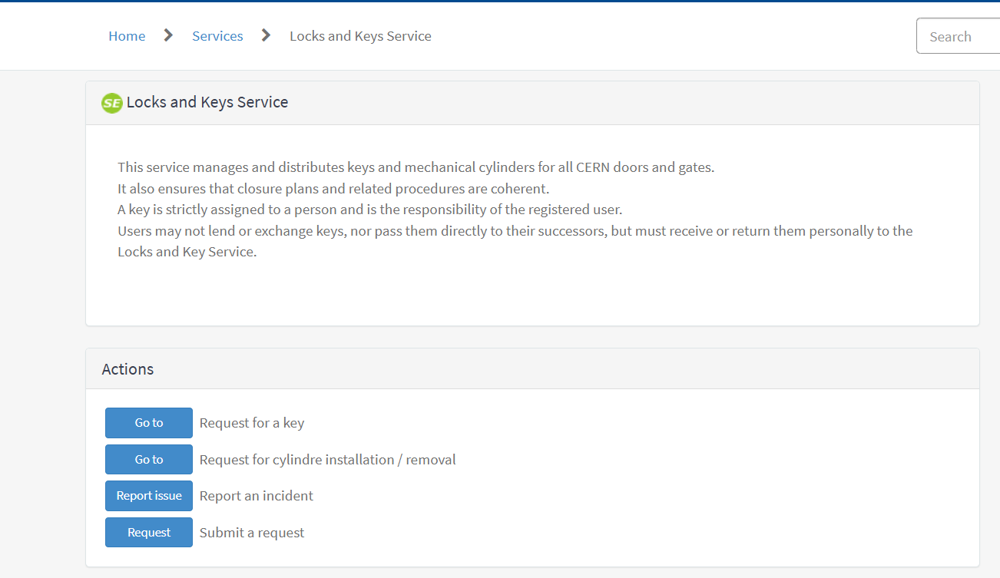 Home Services Locks and Keys Service Search
SE Locks and Keys Service
This service manages and distributes keys and mechanical cylinders for all CERN doors and gates.
It also ensures that closure plans and related procedures are coherent.
A key is strictly assigned to a person and is the responsibility of the registered user.
Users may not lend or exchange keys, nor pass them directly to their successors, but must receive or return them personally to the
Locks and Key Service.
Actions
Go to Request for a key
Go to Request for cylindre installation / removal
Report issue Report an incident
Request Submit a request